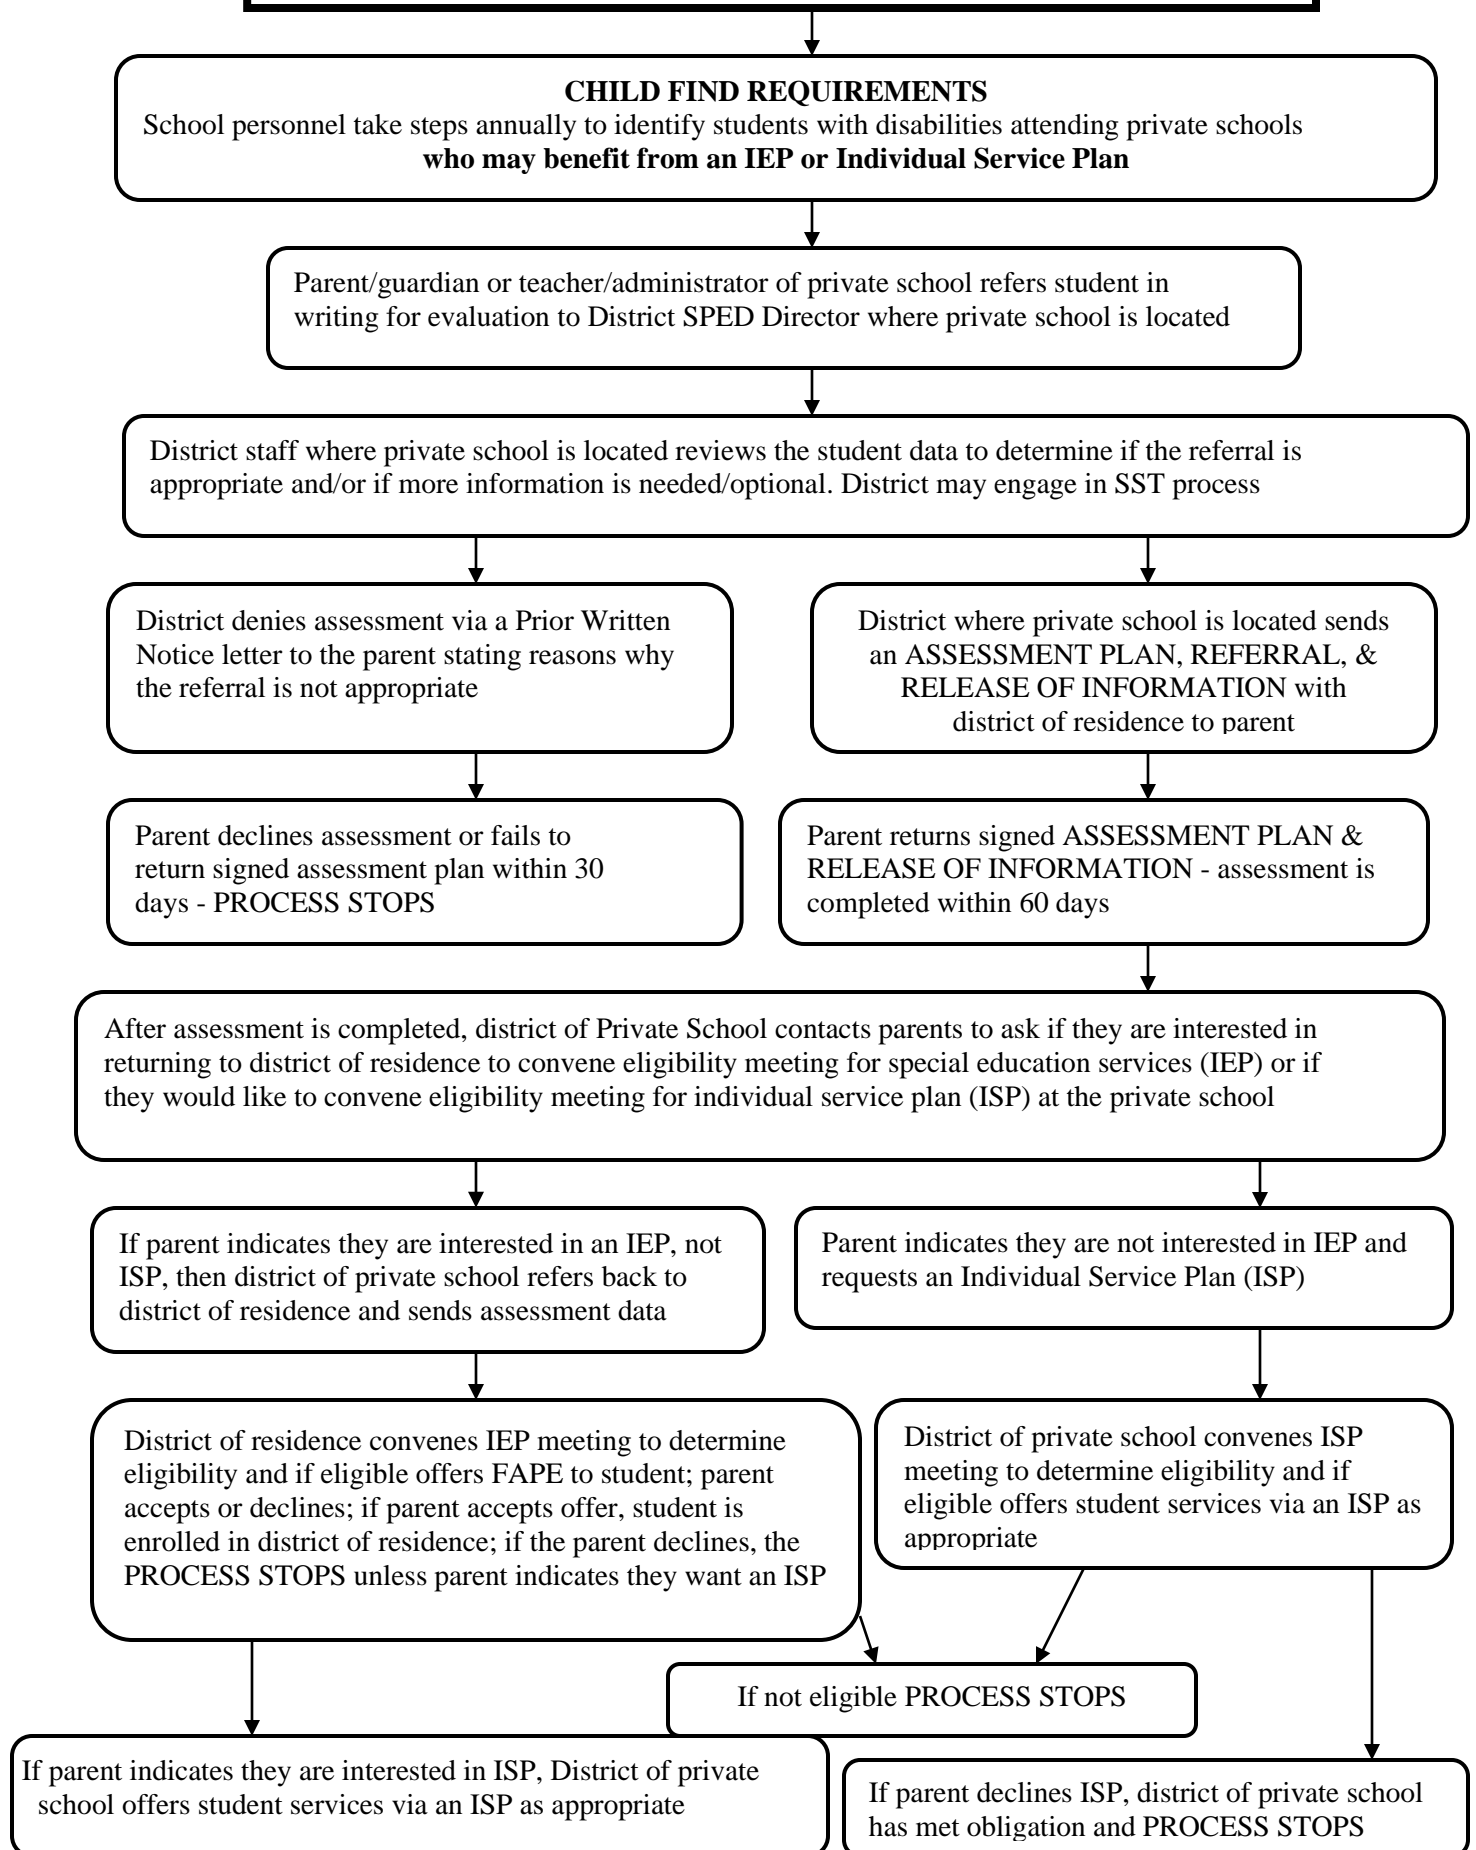 CHILD FIND REQUIREMENTS
School personnel take steps annually to identify students with disabilities attending private schools
who may benefit from an IEP or Individual Service Plan
Parent/guardian or teacher/administrator of private school refers student in
writing for evaluation to District SPED Director where private school is located
District staff where private school is located reviews the student data to determine if the referral is
appropriate and/or if more information is needed/optional. District may engage in SST process
District denies assessment via a Prior Written
Notice letter to the parent stating reasons why
the referral is not appropriate
District where private school is located sends
an ASSESSMENT PLAN, REFERRAL, &
RELEASE OF INFORMATION with
district of residence to parent
Parent declines assessment or fails to
return signed assessment plan within 30
days - PROCESS STOPS
Parent returns signed ASSESSMENT PLAN &
RELEASE OF INFORMATION - assessment is
completed within 60 days
After assessment is completed, district of Private School contacts parents to ask if they are interested in
returning to district of residence to convene eligibility meeting for special education services (IEP) or if
they would like to convene eligibility meeting for individual service plan (ISP) at the private school
If parent indicates they are interested in an IEP, not
ISP, then district of private school refers back to
district of residence and sends assessment data
Parent indicates they are not interested in IEP and
requests an Individual Service Plan (ISP)
District of residence convenes IEP meeting to determine
eligibility and if eligible offers FAPE to student; parent
accepts or declines; if parent accepts offer, student is
enrolled in district of residence; if the parent declines, the
PROCESS STOPS unless parent indicates they want an ISP
District of private school convenes ISP
meeting to determine eligibility and if
eligible offers student services via an ISP as
appropriate
If not eligible PROCESS STOPS
If parent indicates they are interested in ISP, District of private
school offers student services via an ISP as appropriate
If parent declines ISP, district of private school
has met obligation and PROCESS STOPS